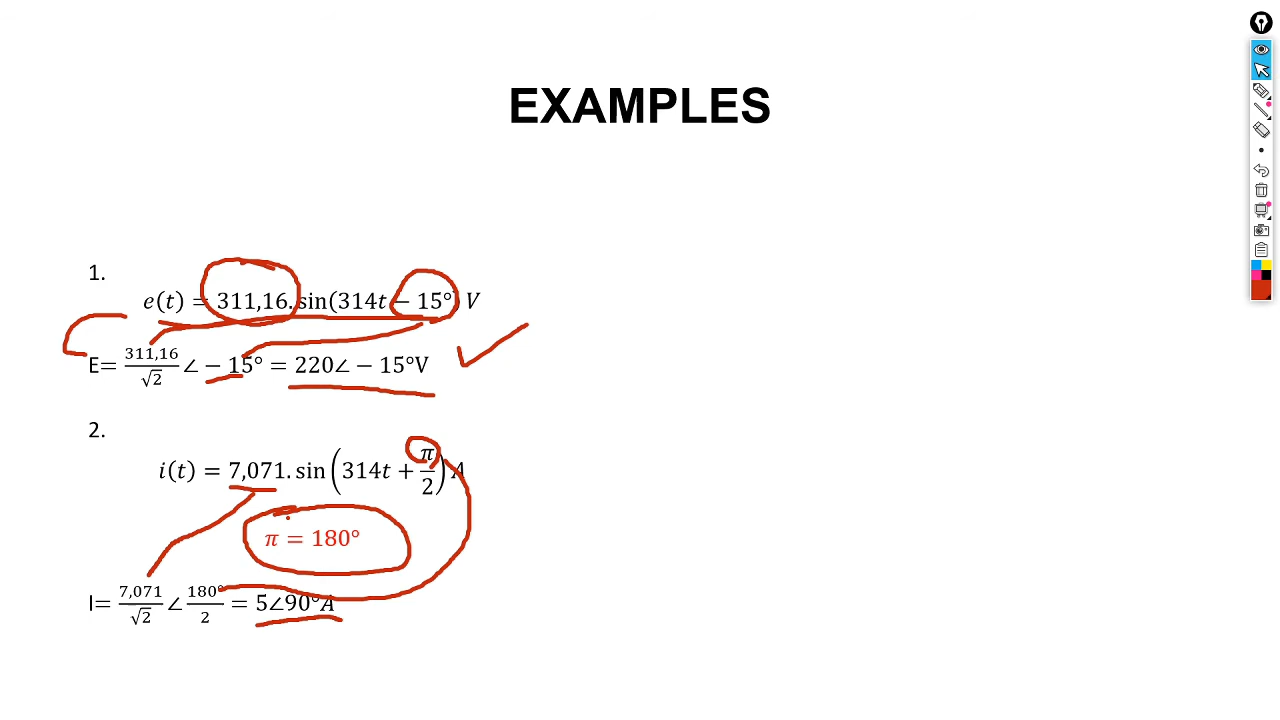 EXAMPLES
1.
e(t) = 311,16. sin(314t − 15°) V
E= 311,16/√2 ∠ − 15° = 220∠ − 15°V
2.
i(t) = 7,071. sin(314t + π/2) A
π = 180°
I= 7,071/√2 ∠ 180°/2 = 5∠90°A